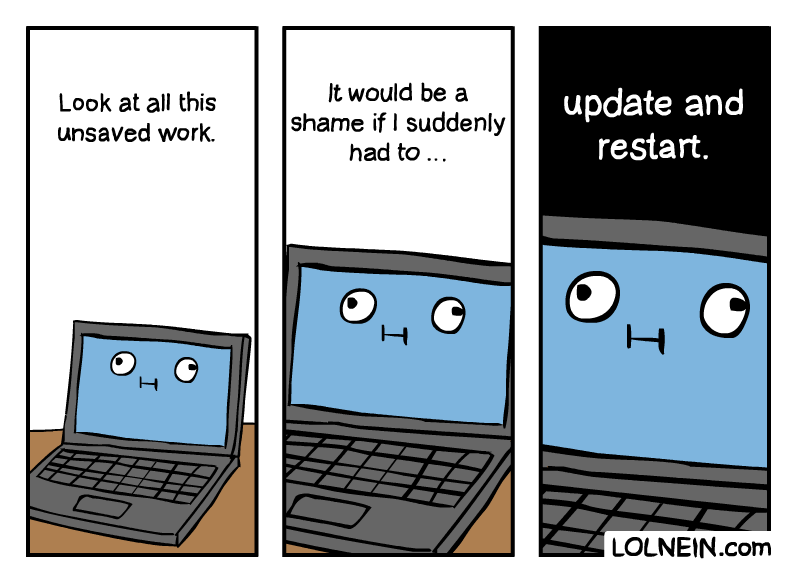 Look at all this
unsaved work.
It would be a
shame if I suddenly
had to ...
update and
restart.
LOLNEIN.com